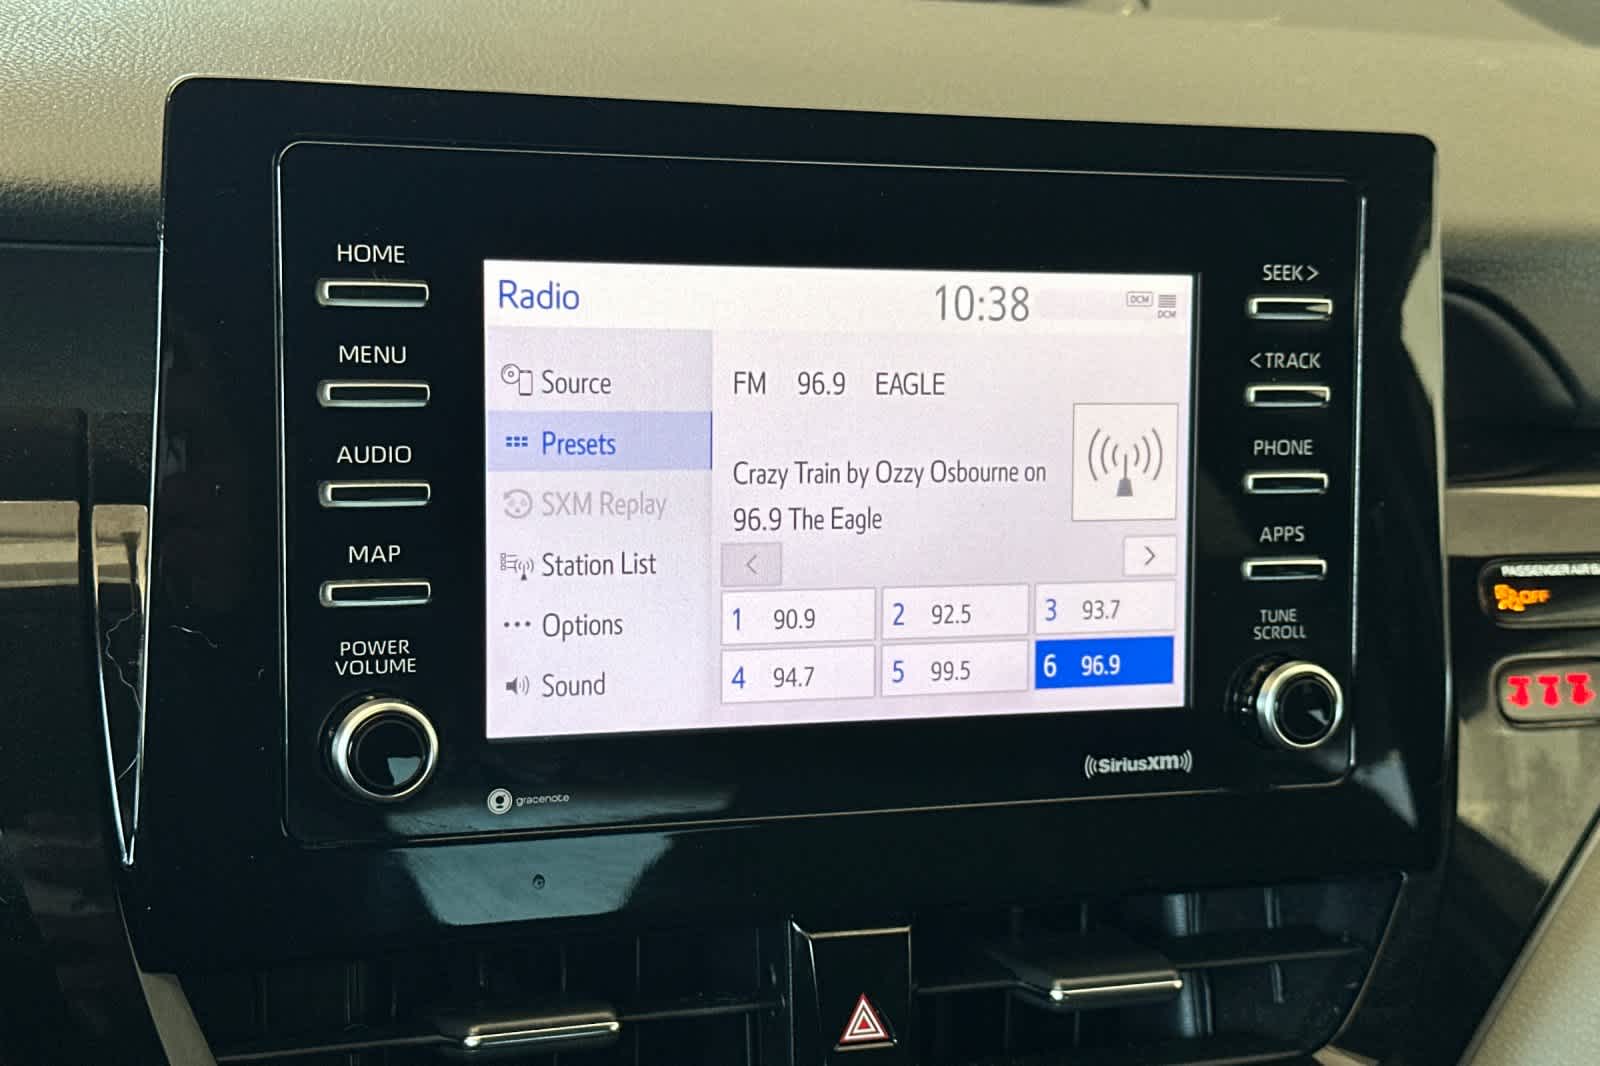 HOME
MENU
AUDIO
MAP
POWER
VOLUME
Radio
10:38
DCM
DCM
Source
Presets
SXM Replay
Station List
Options
Sound
FM 96.9 EAGLE
Crazy Train by Ozzy Osbourne on
96.9 The Eagle
<
>
1 90.9
2 92.5
3 93.7
4 94.7
5 99.5
6 96.9
gracenote
SiriusXM
SEEK >
< TRACK
PHONE
APPS
TUNE
SCROLL
PASSENGER AIR
OFF